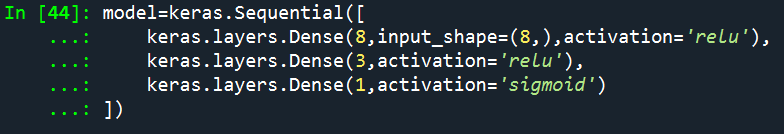 In [44]: model=keras.Sequential([
    ...:     keras.layers.Dense(8,input_shape=(8,),activation='relu'),
    ...:     keras.layers.Dense(3,activation='relu'),
    ...:     keras.layers.Dense(1,activation='sigmoid')
    ...: ])